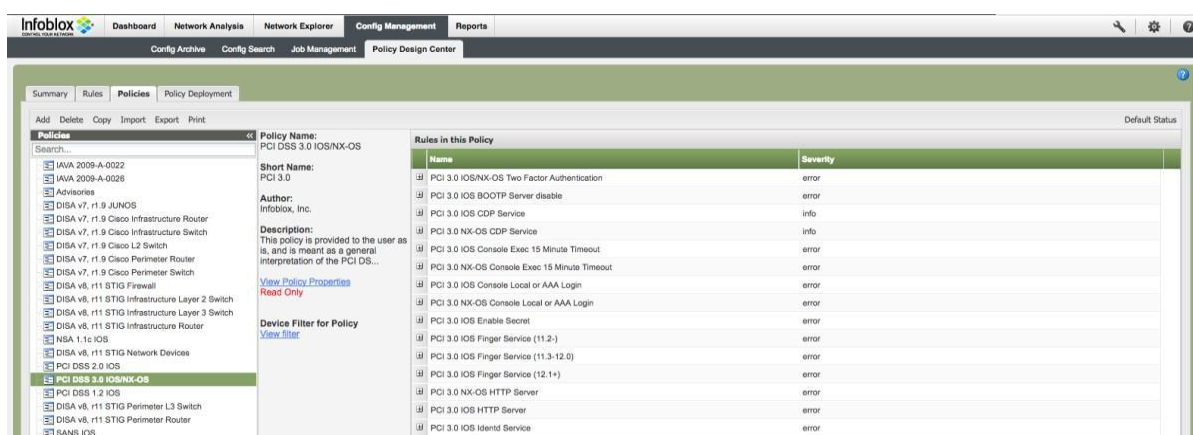 Infoblox
CONTROL YOUR NETWORK
Dashboard Network Analysis Network Explorer Config Management Reports
Config Archive Config Search Job Management Policy Design Center
Summary Rules Policies Policy Deployment
Add Delete Copy Import Export Print Default Status
Policies «
Search...
IAVA 2009-A-0022
IAVA 2009-A-0026
Advisories
DISA v7, r1.9 JUNOS
DISA v7, r1.9 Cisco Infrastructure Router
DISA v7, r1.9 Cisco Infrastructure Switch
DISA v7, r1.9 Cisco L2 Switch
DISA v7, r1.9 Cisco Perimeter Router
DISA v7, r1.9 Cisco Perimeter Switch
DISA v8, r11 STIG Firewall
DISA v8, r11 STIG Infrastructure Layer 2 Switch
DISA v8, r11 STIG Infrastructure Layer 3 Switch
DISA v8, r11 STIG Infrastructure Router
NSA 1.1c IOS
DISA v8, r11 STIG Network Devices
PCI DSS 2.0 IOS
PCI DSS 3.0 IOS/NX-OS
PCI DSS 1.2 IOS
DISA v8, r11 STIG Perimeter L3 Switch
DISA v8, r11 STIG Perimeter Router
SANS IOS
Policy Name:
PCI DSS 3.0 IOS/NX-OS
Short Name:
PCI 3.0
Author:
Infoblox, Inc.
Description:
This policy is provided to the user as
is, and is meant as a general
interpretation of the PCI DS...
View Policy Properties
Read Only
Device Filter for Policy
View filter
Rules in this Policy
Name Severity
PCI 3.0 IOS/NX-OS Two Factor Authentication error
PCI 3.0 IOS BOOTP Server disable error
PCI 3.0 IOS CDP Service info
PCI 3.0 NX-OS CDP Service info
PCI 3.0 IOS Console Exec 15 Minute Timeout error
PCI 3.0 NX-OS Console Exec 15 Minute Timeout error
PCI 3.0 IOS Console Local or AAA Login error
PCI 3.0 NX-OS Console Local or AAA Login error
PCI 3.0 IOS Enable Secret error
PCI 3.0 IOS Finger Service (11.2-) error
PCI 3.0 IOS Finger Service (11.3-12.0) error
PCI 3.0 IOS Finger Service (12.1+) error
PCI 3.0 NX-OS HTTP Server error
PCI 3.0 IOS HTTP Server error
PCI 3.0 IOS Identd Service error